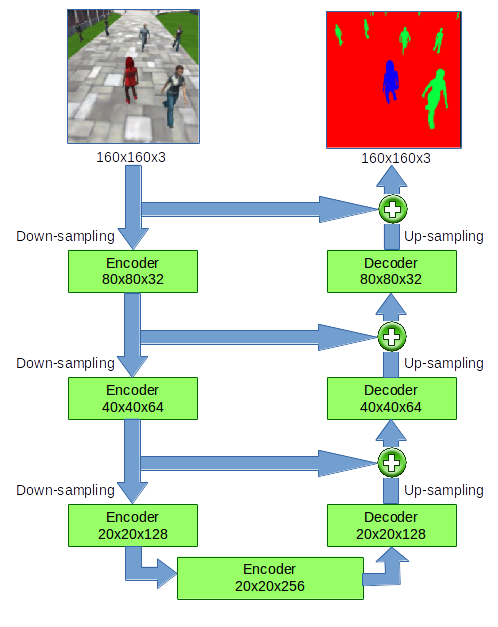 160x160x3
160x160x3
Down-sampling
Up-sampling
Encoder
80x80x32
Decoder
80x80x32
Down-sampling
Up-sampling
Encoder
40x40x64
Decoder
40x40x64
Down-sampling
Up-sampling
Encoder
20x20x128
Decoder
20x20x128
Encoder
20x20x256